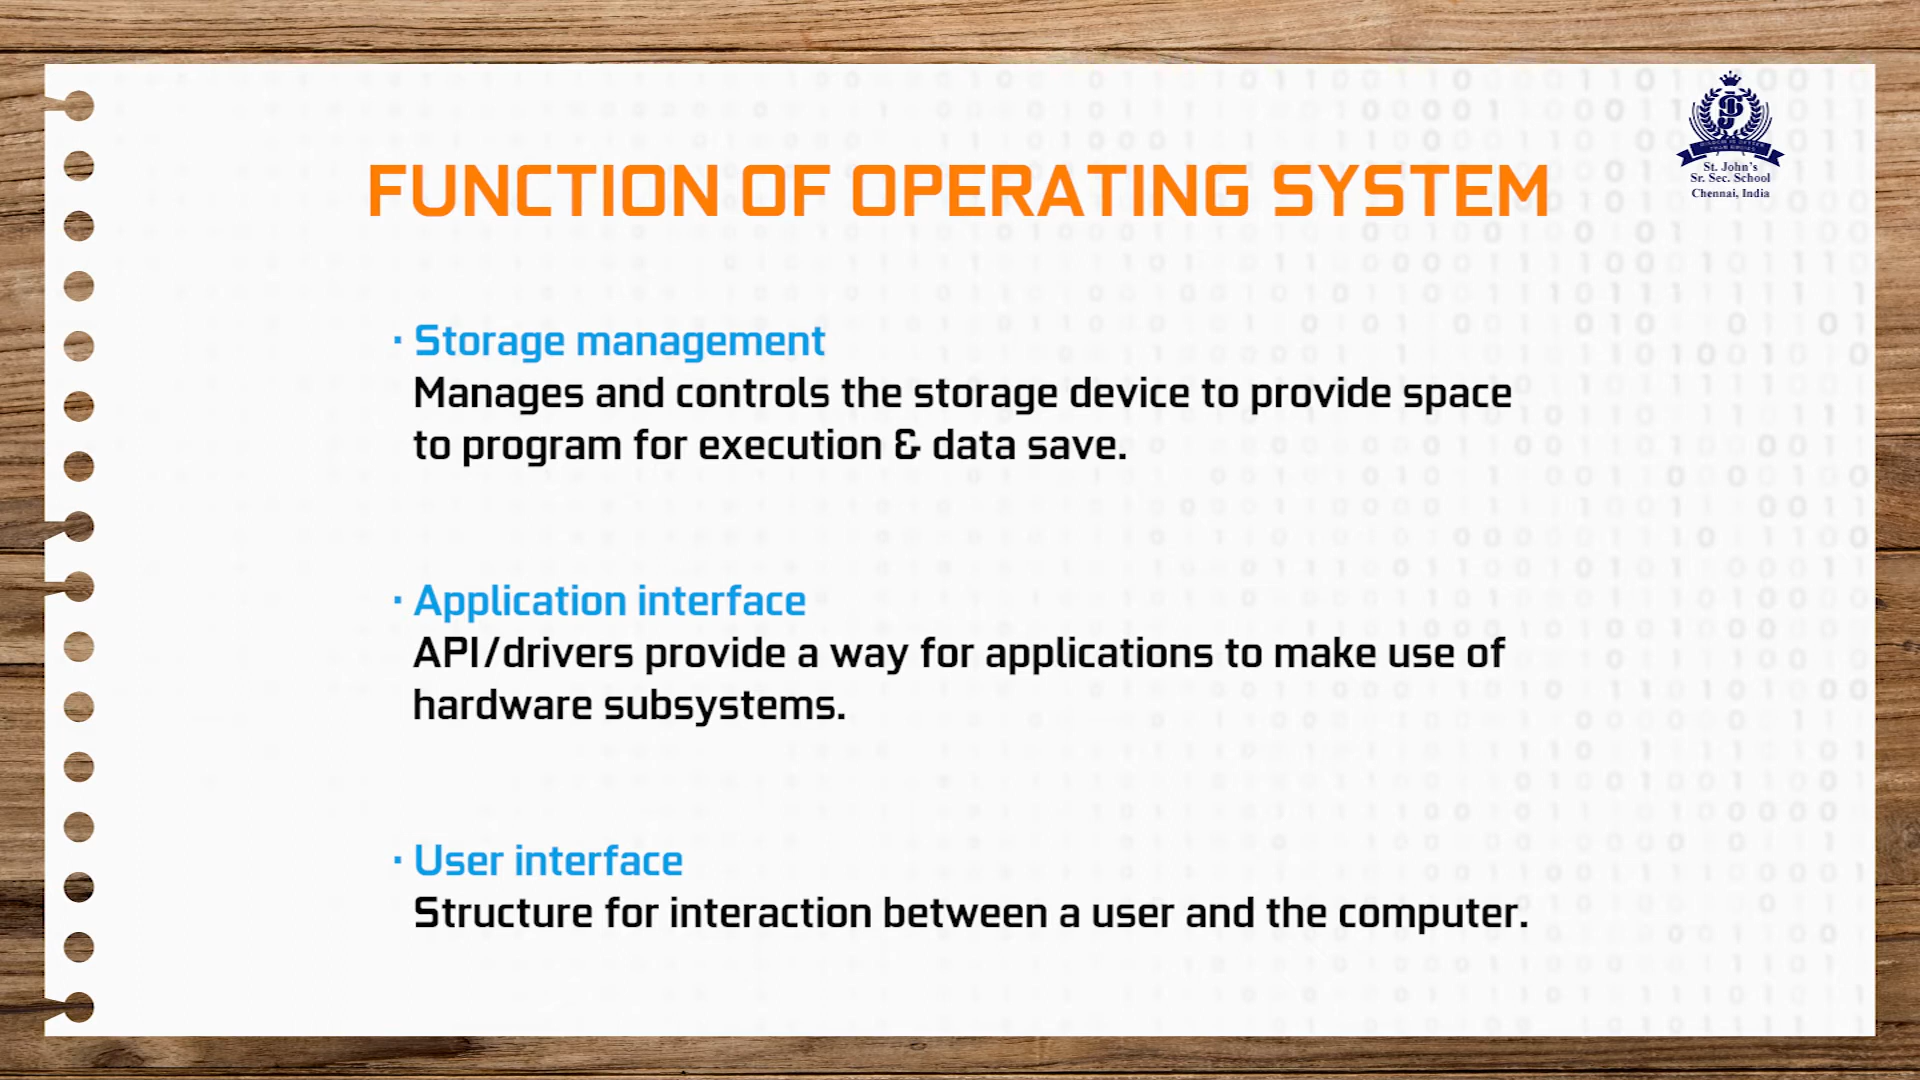 FUNCTION OF OPERATING SYSTEM
St. John's
Sr. Sec. School
Chennai, India
· Storage management
Manages and controls the storage device to provide space
to program for execution & data save.
· Application interface
API/drivers provide a way for applications to make use of
hardware subsystems.
· User interface
Structure for interaction between a user and the computer.